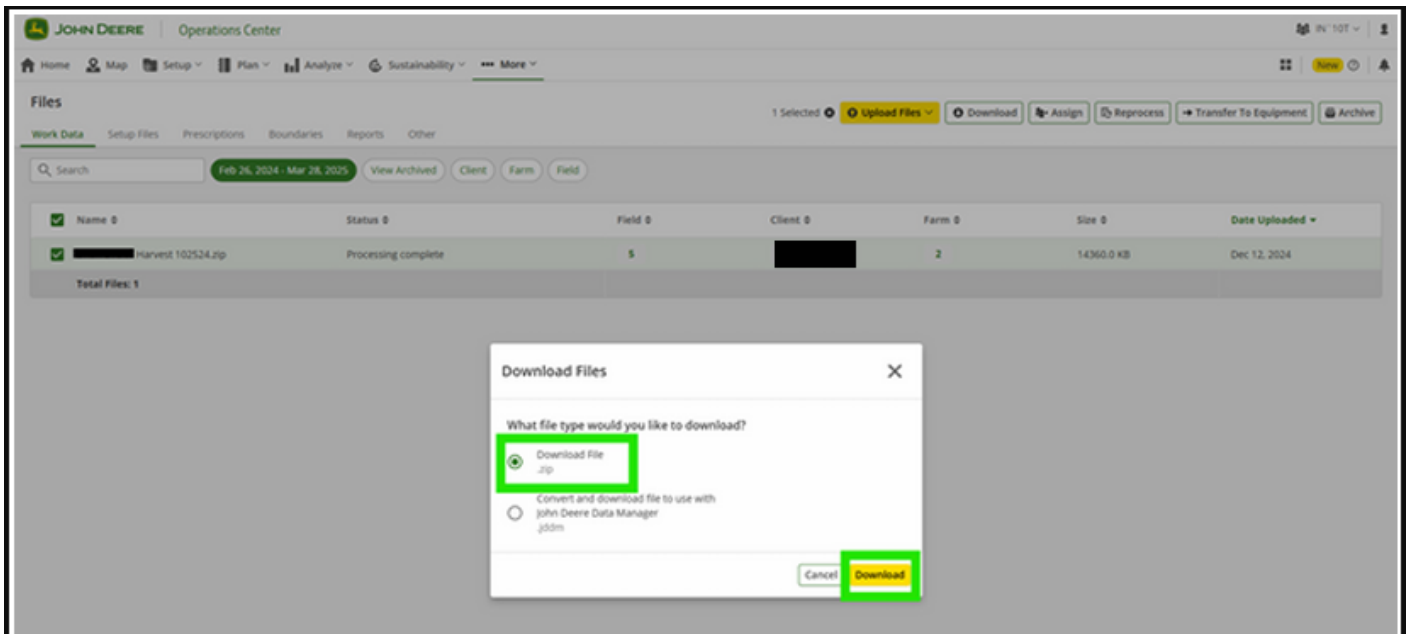 JOHN DEERE Operations Center
Home Map Setup Plan Analyze Sustainability More New
Files
1 Selected Upload Files Download Assign Reprocess Transfer To Equipment Archive
Work Data Setup Files Prescriptions Boundaries Reports Other
Search Feb 26, 2024 - Mar 28, 2025 View Archived Client Farm Field
Name Status Field Client Farm Size Date Uploaded
Harvest 102524.zip Processing complete 5 2 14360.0 KB Dec 12, 2024
Total Files: 1
Download Files
What file type would you like to download?
Download File
.zip
Convert and download file to use with
John Deere Data Manager
.jddm
Cancel Download